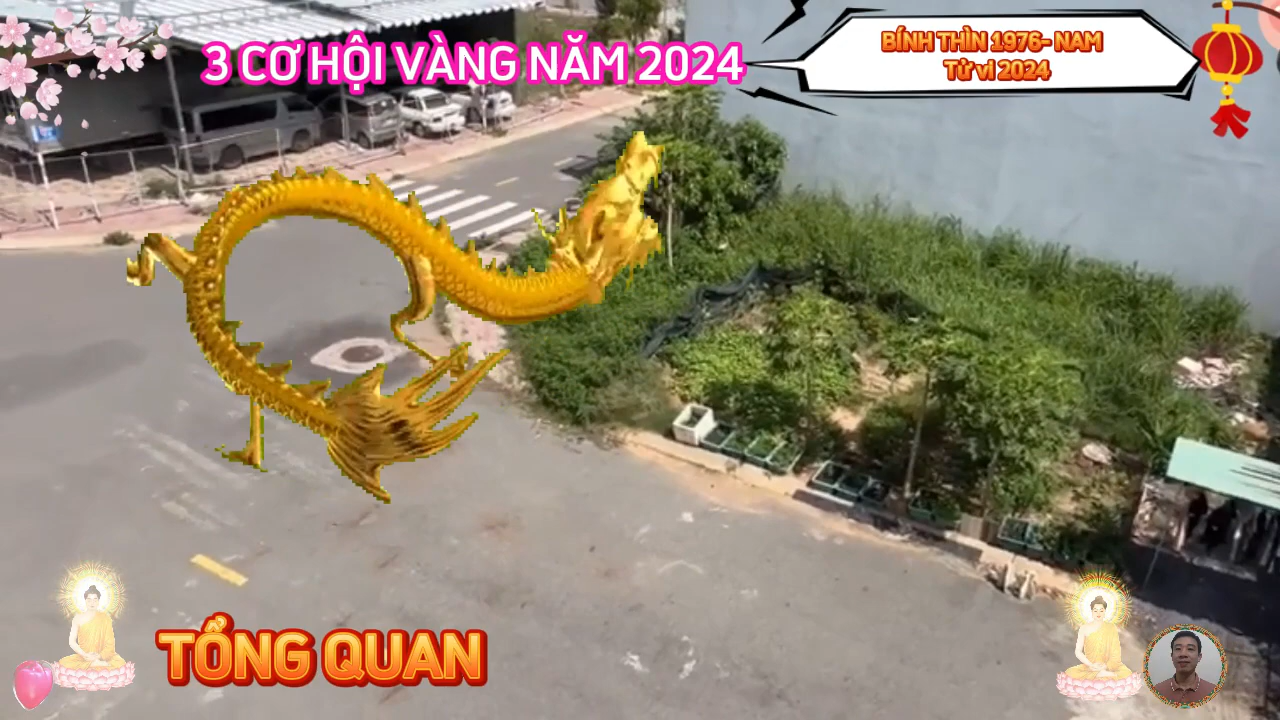 3 CƠ HỘI VÀNG NĂM 2024
BÍNH THÌN 1976- NAM
Tử vi 2024
TỔNG QUAN